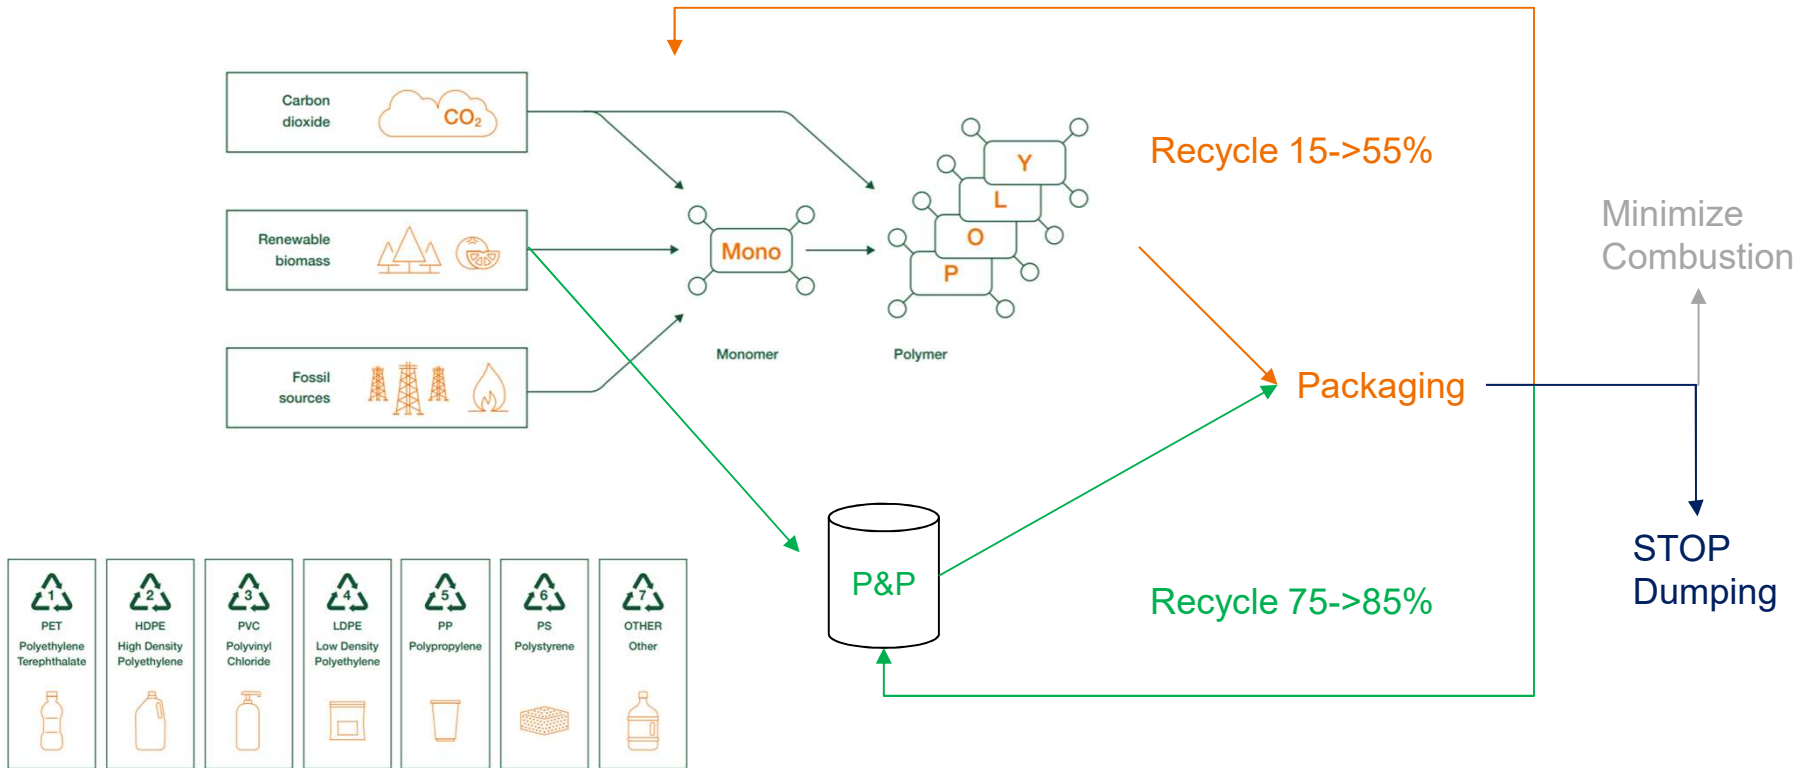 Carbon
dioxide
CO₂
Renewable
biomass
Fossil
sources
Mono
Monomer
Y
L
O
P
Polymer
Recycle 15->55%
Minimize
Combustion
Packaging
STOP
Dumping
P&P
Recycle 75->85%
1
PET
Polyethylene
Terephthalate
2
HDPE
High Density
Polyethylene
3
PVC
Polyvinyl
Chloride
4
LDPE
Low Density
Polyethylene
5
PP
Polypropylene
6
PS
Polystyrene
7
OTHER
Other